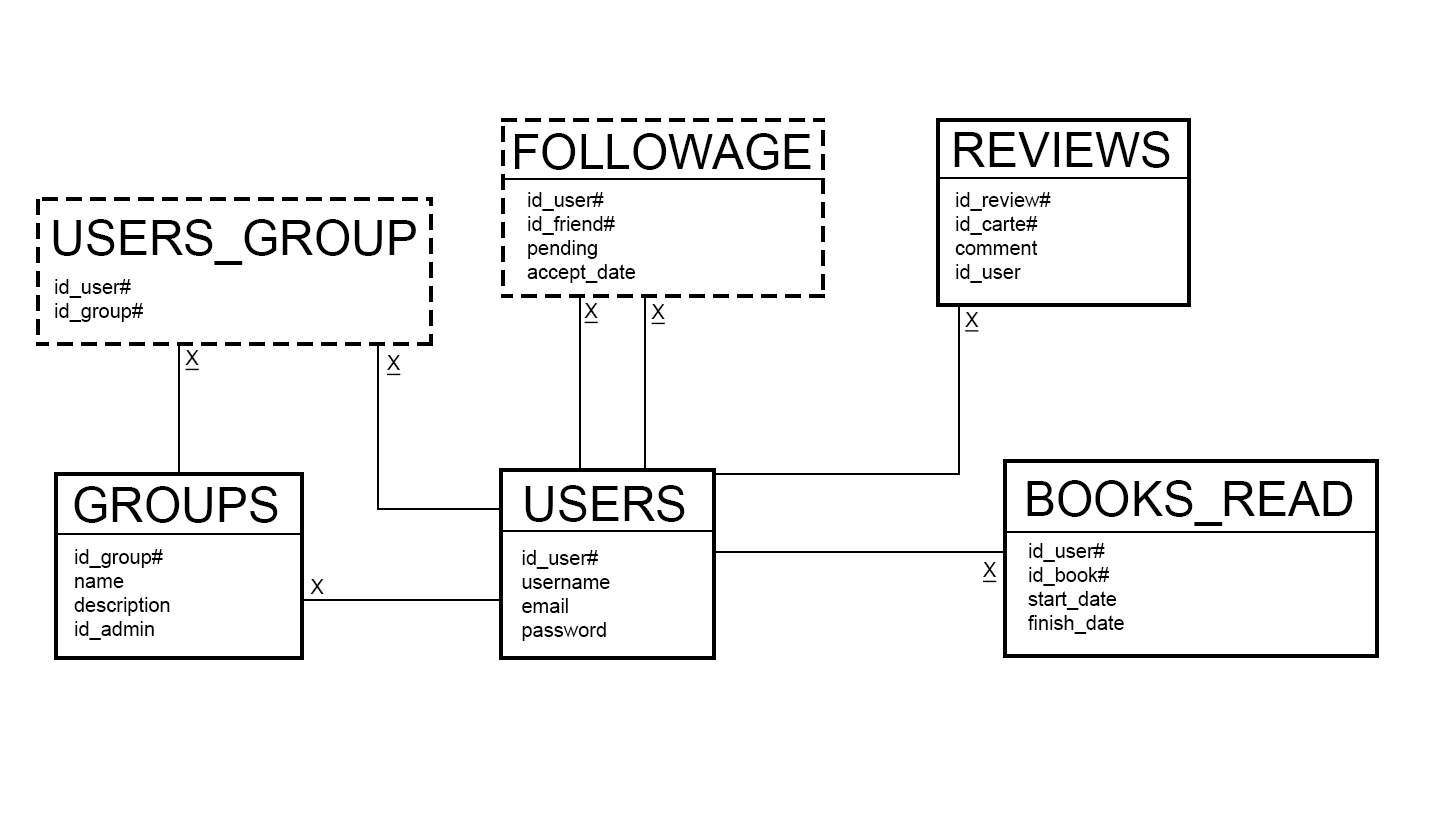 FOLLOWAGE
id_user#
id_friend#
pending
accept_date
X
X
REVIEWS
id_review#
id_carte#
comment
id_user
X
USERS_GROUP
id_user#
id_group#
X
X
GROUPS
id_group#
name
description
id_admin
X
USERS
id_user#
username
email
password
BOOKS_READ
id_user#
id_book#
start_date
finish_date
X